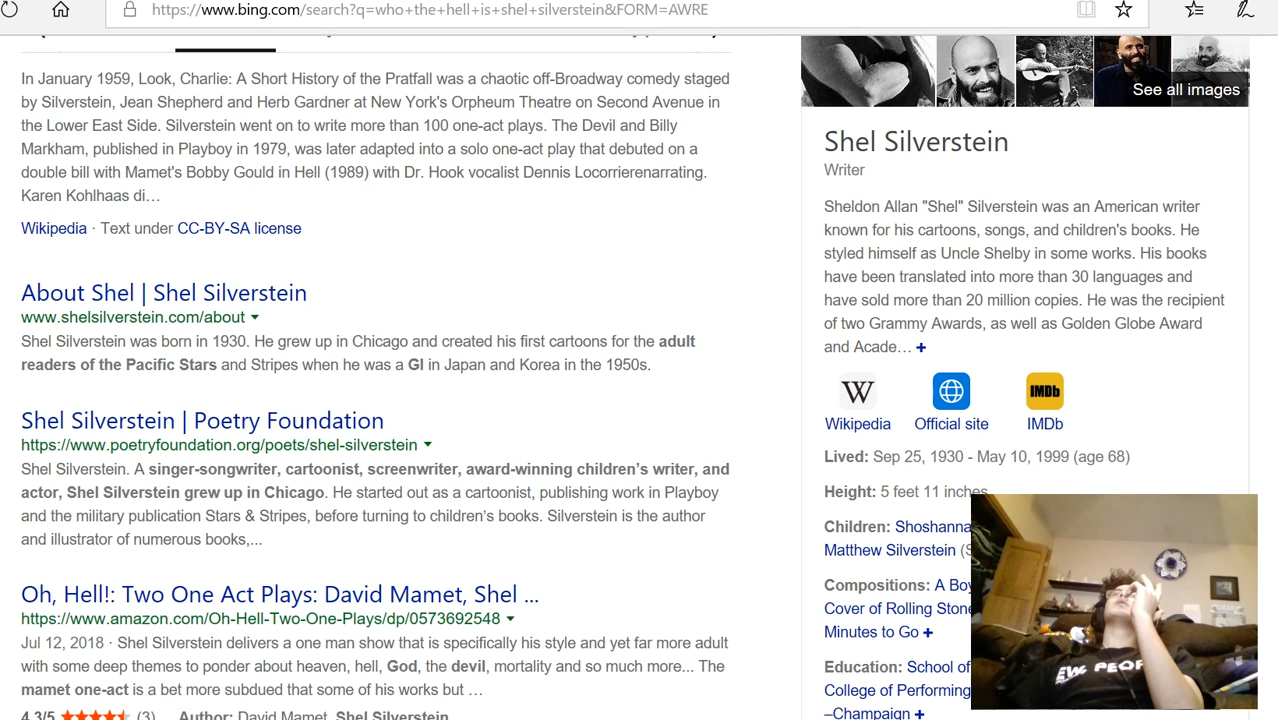 https://www.bing.com/search?q=who+the+hell+is+shel+silverstein&FORM=AWRE
In January 1959, Look, Charlie: A Short History of the Pratfall was a chaotic off-Broadway comedy staged
by Silverstein, Jean Shepherd and Herb Gardner at New York's Orpheum Theatre on Second Avenue in
the Lower East Side. Silverstein went on to write more than 100 one-act plays. The Devil and Billy
Markham, published in Playboy in 1979, was later adapted into a solo one-act play that debuted on a
double bill with Mamet's Bobby Gould in Hell (1989) with Dr. Hook vocalist Dennis Locorrierenarrating.
Karen Kohlhaas di…
Wikipedia · Text under CC-BY-SA license
About Shel | Shel Silverstein
www.shelsilverstein.com/about
Shel Silverstein was born in 1930. He grew up in Chicago and created his first cartoons for the adult
readers of the Pacific Stars and Stripes when he was a GI in Japan and Korea in the 1950s.
Shel Silverstein | Poetry Foundation
https://www.poetryfoundation.org/poets/shel-silverstein
Shel Silverstein. A singer-songwriter, cartoonist, screenwriter, award-winning children's writer, and
actor, Shel Silverstein grew up in Chicago. He started out as a cartoonist, publishing work in Playboy
and the military publication Stars & Stripes, before turning to children's books. Silverstein is the author
and illustrator of numerous books,...
Oh, Hell!: Two One Act Plays: David Mamet, Shel ...
https://www.amazon.com/Oh-Hell-Two-One-Plays/dp/0573692548
Jul 12, 2018 · Shel Silverstein delivers a one man show that is specifically his style and yet far more adult
with some deep themes to ponder about heaven, hell, God, the devil, mortality and so much more... The
mamet one-act is a bet more subdued that some of his works but …
4.3/5 (3) Author: David Mamet, Shel Silverstein
See all images
Shel Silverstein
Writer
Sheldon Allan "Shel" Silverstein was an American writer
known for his cartoons, songs, and children's books. He
styled himself as Uncle Shelby in some works. His books
have been translated into more than 30 languages and
have sold more than 20 million copies. He was the recipient
of two Grammy Awards, as well as Golden Globe Award
and Acade… +
W
IMDb
Wikipedia Official site IMDb
Lived: Sep 25, 1930 - May 10, 1999 (age 68)
Height: 5 feet 11 inches
Children: Shoshanna
Matthew Silverstein (S
Compositions: A Boy
Cover of Rolling Stone
Minutes to Go +
Education: School of
College of Performing
–Champaign +